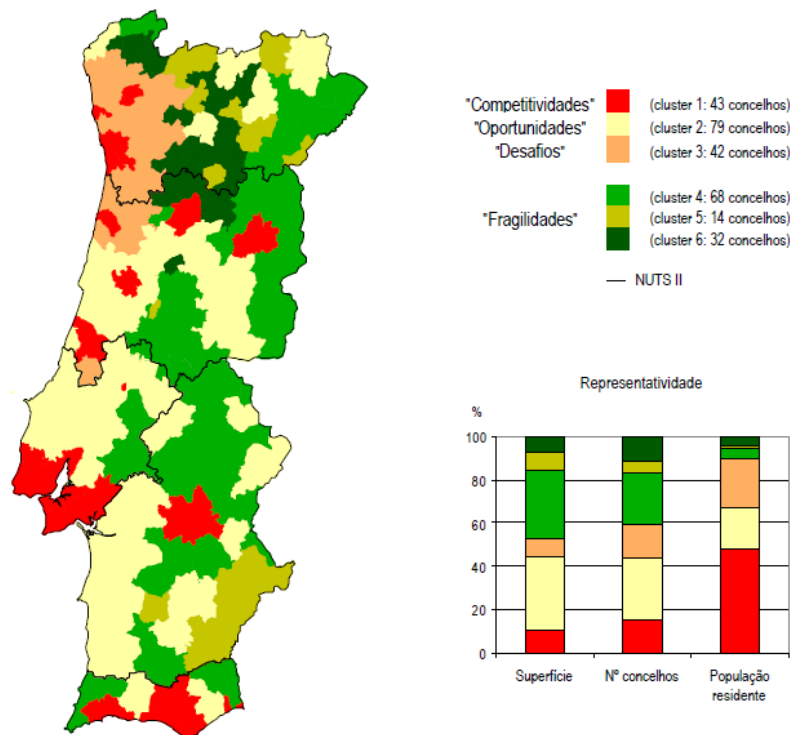 "Competitividades" (cluster 1: 43 concelhos)
"Oportunidades" (cluster 2: 79 concelhos)
"Desafios" (cluster 3: 42 concelhos)
(cluster 4: 68 concelhos)
"Fragilidades" (cluster 5: 14 concelhos)
(cluster 6: 32 concelhos)
NUTS II
Representatividade
%
100
80
60
40
20
0
Superfície Nº concelhos População
residente